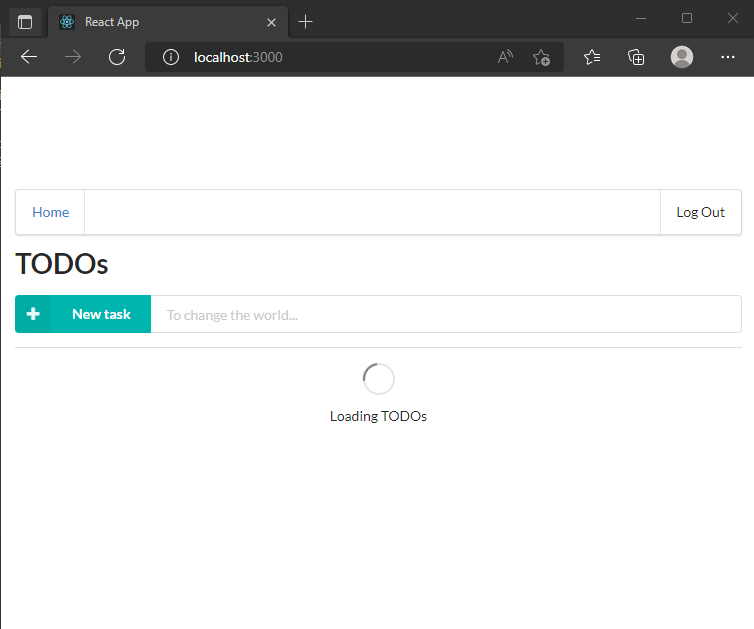 React App
localhost:3000
Home
Log Out
TODOs
New task
To change the world...
Loading TODOs